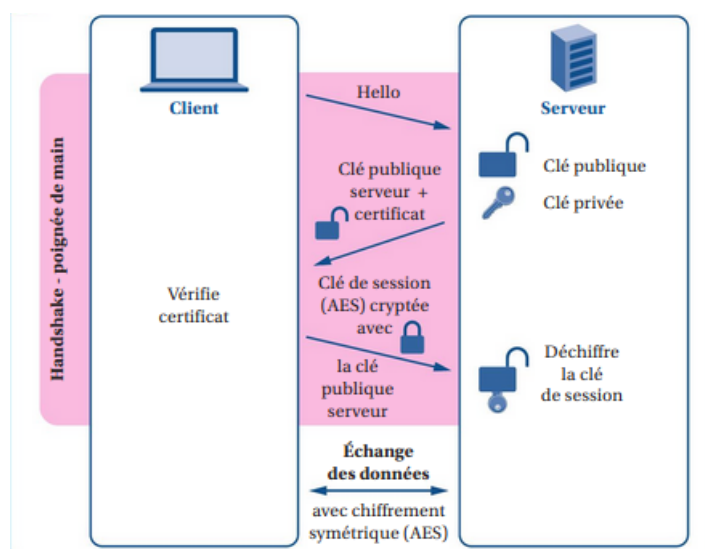 Handshake - poignée de main
Client
Hello
Serveur
Clé publique
Clé privée
Clé publique
serveur +
certificat
Vérifie
certificat
Clé de session
(AES) cryptée
avec
la clé
publique
serveur
Déchiffre
la clé
de session
Échange
des données
avec chiffrement
symétrique (AES)